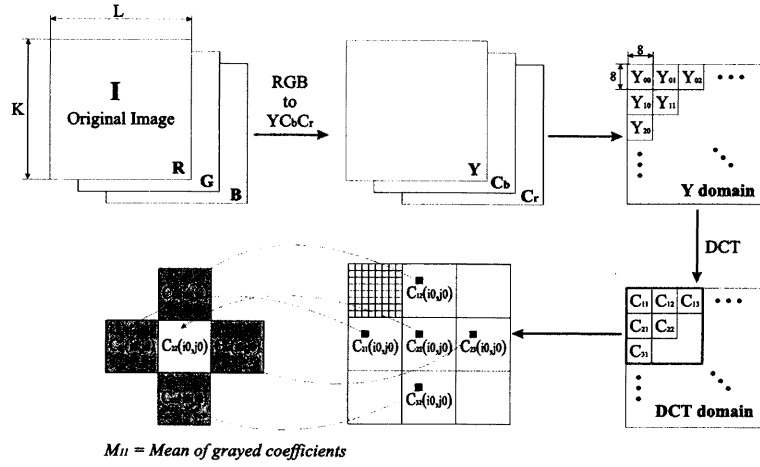 L
K
I
Original Image
R
G
B
RGB
to
YCbCr
Y
Cb
Cr
8
8
Y00 Y01 Y02 •••
Y10 Y11
Y20
Y domain
DCT
C11 C12 C13 •••
C21 C22
C31
DCT domain
C12(i0,j0)
C21(i0,j0) C22(i0,j0) C23(i0,j0)
C32(i0,j0)
C22(i0,j0)
M11 = Mean of grayed coefficients